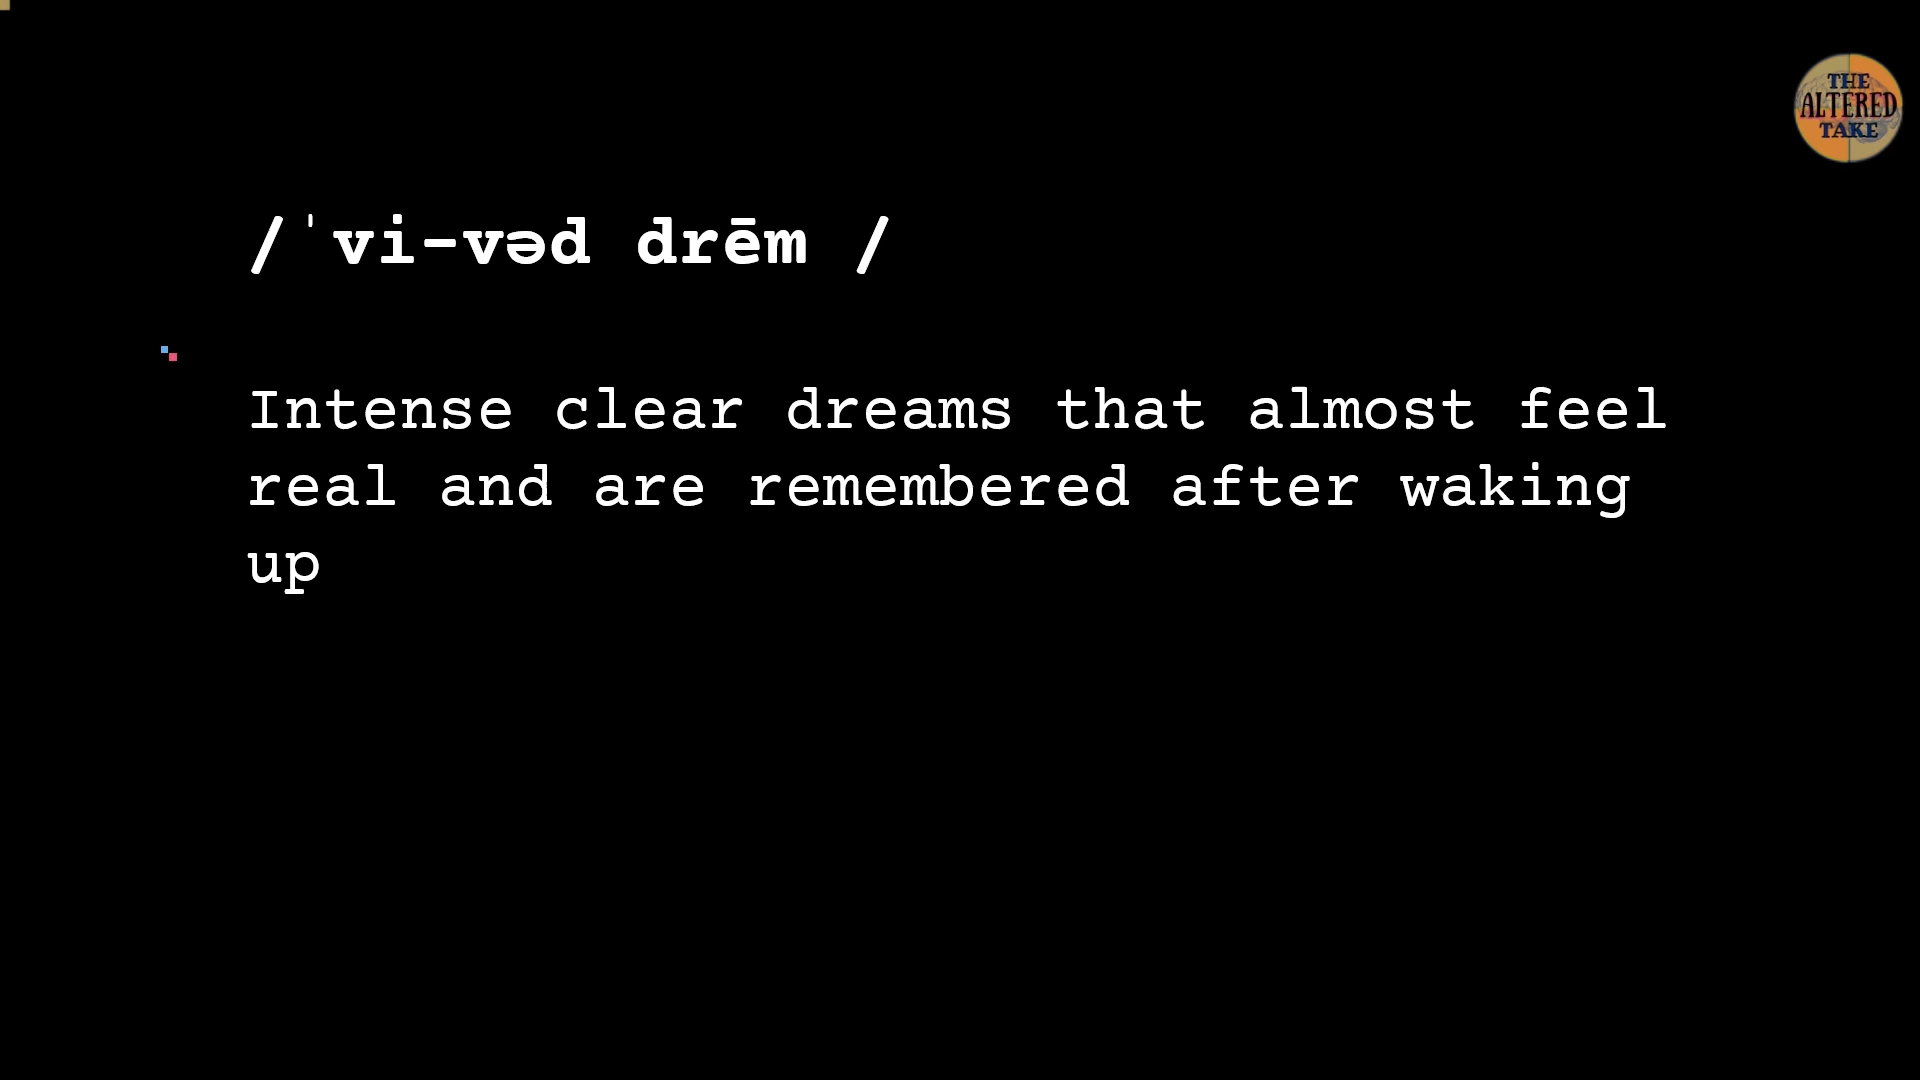 THE
ALTERED
TAKE
/ˈvi-vəd drēm /
Intense clear dreams that almost feel
real and are remembered after waking
up